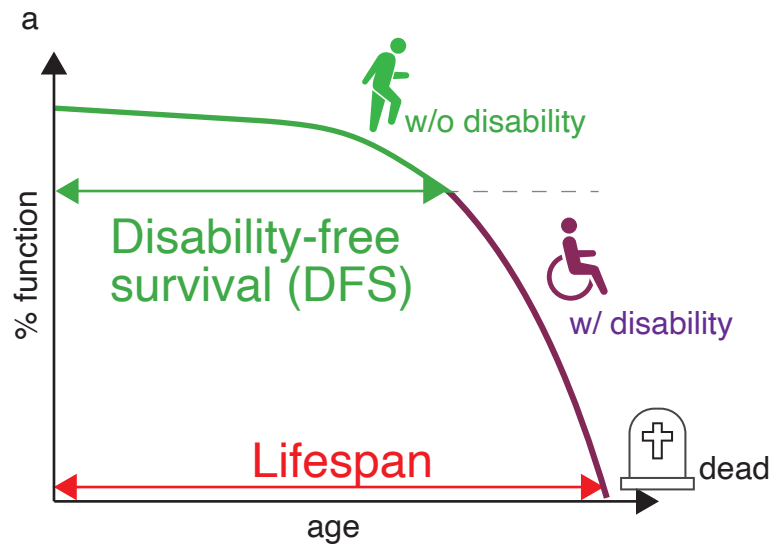 a
w/o disability
Disability-free
survival (DFS)
% function
w/ disability
Lifespan
dead
age